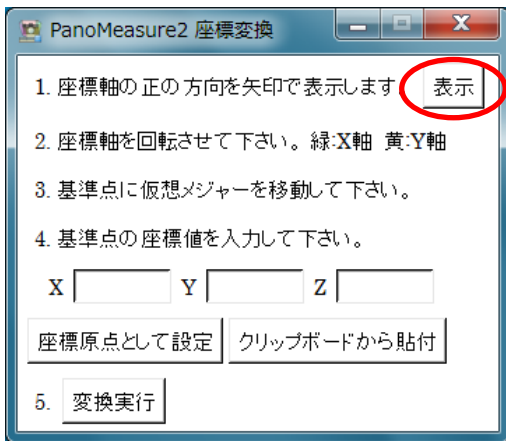 PanoMeasure2 座標変換
1. 座標軸の正の方向を矢印で表示します 表示
2. 座標軸を回転させて下さい。緑:X軸 黄:Y軸
3. 基準点に仮想メジャーを移動して下さい。
4. 基準点の座標値を入力して下さい。
X Y Z
座標原点として設定 クリップボードから貼付
5. 変換実行